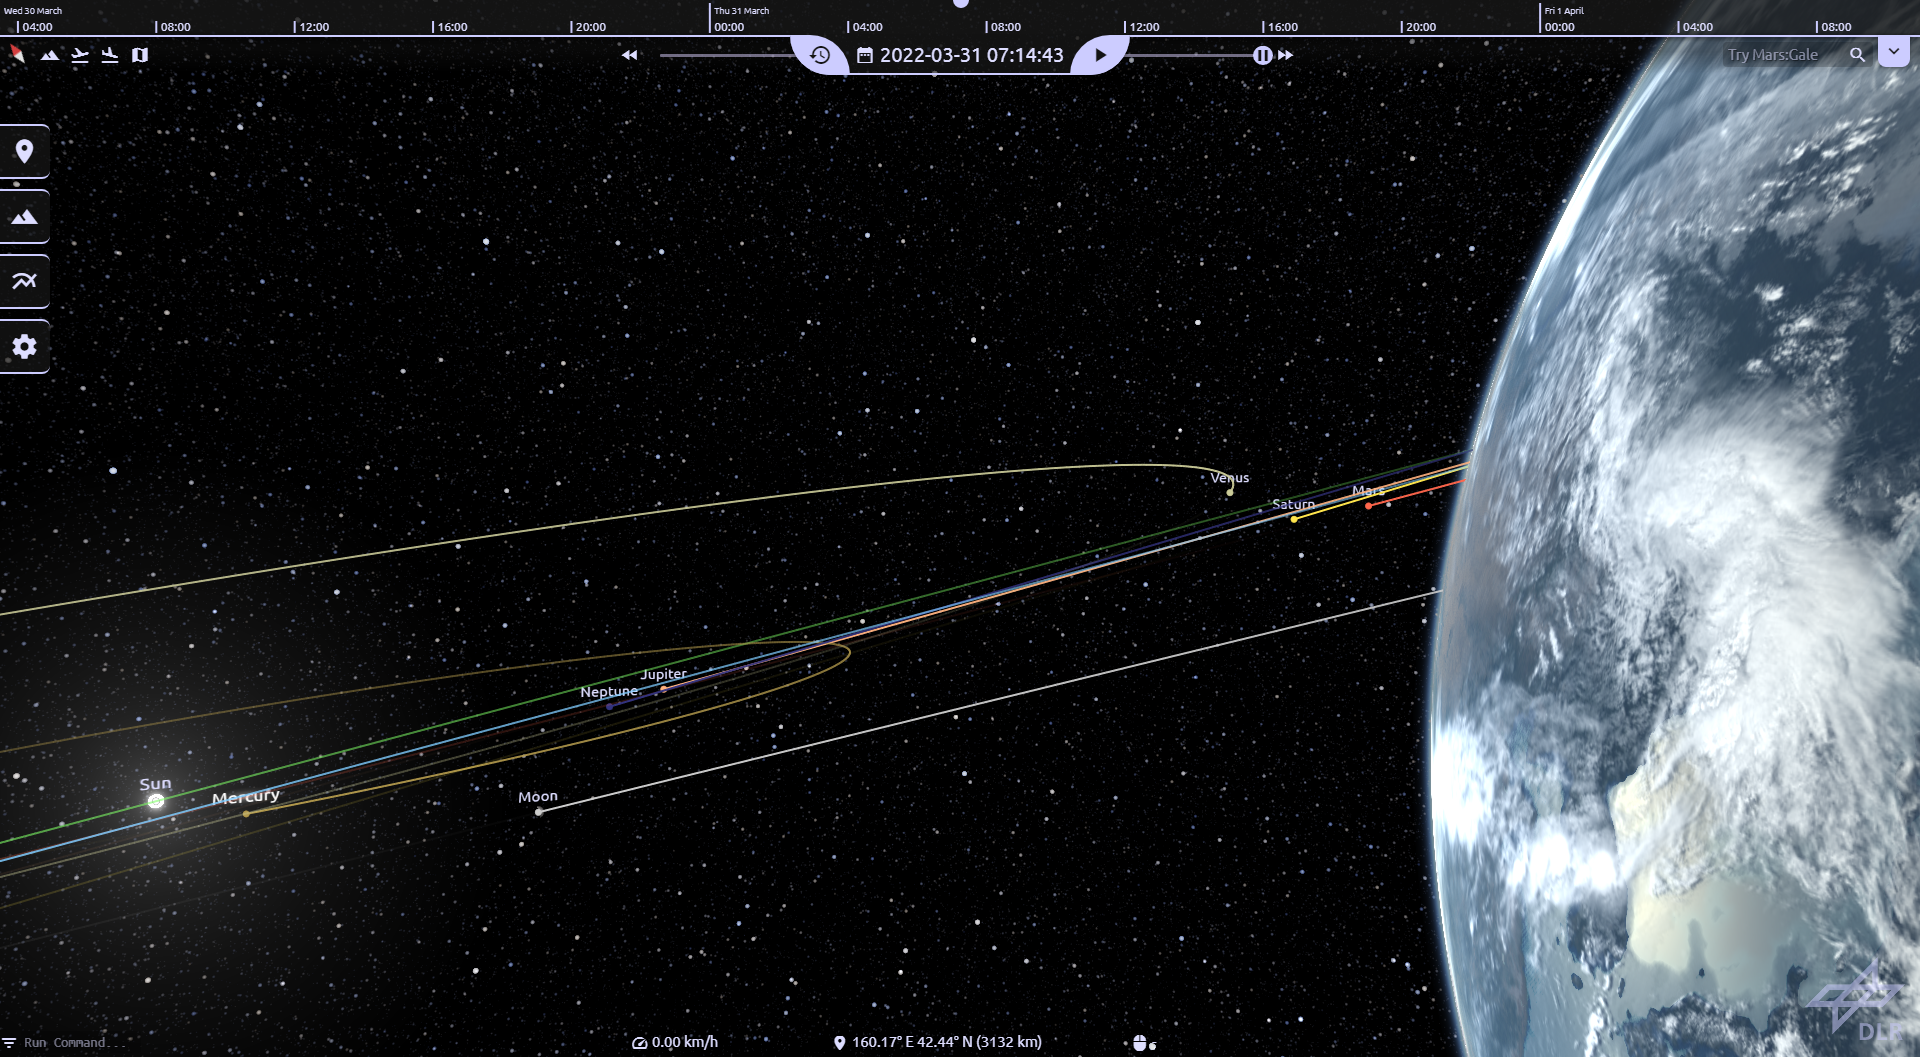 Wed 30 March
Thu 31 March
Fri 1 April
04:00 08:00 12:00 16:00 20:00 00:00 04:00 08:00 12:00 16:00 20:00 00:00 04:00 08:00
2022-03-31 07:14:43
Try Mars:Gale
Venus
Mars
Saturn
Jupiter
Neptune
Sun
Mercury
Moon
DLR
Run Command...
0.00 km/h
160.17° E 42.44° N (3132 km)